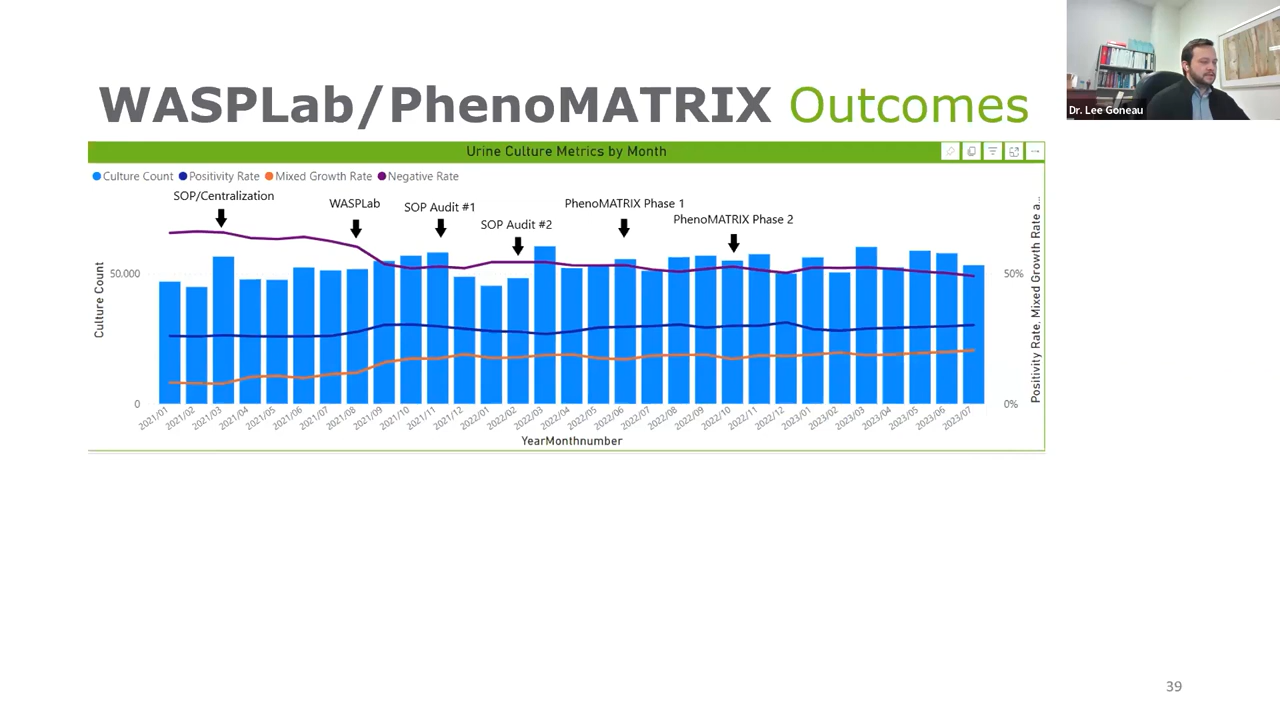 Dr. Lee Goneau
WASPLab/PhenoMATRIX Outcomes
Urine Culture Metrics by Month
Culture Count Positivity Rate Mixed Growth Rate Negative Rate
SOP/Centralization
WASPLab
SOP Audit #1
SOP Audit #2
PhenoMATRIX Phase 1
PhenoMATRIX Phase 2
Culture Count
50.000
0
50%
0%
Positivity Rate, Mixed Growth Rate a...
2021/01 2021/02 2021/03 2021/04 2021/05 2021/06 2021/07 2021/08 2021/09 2021/10 2021/11 2021/12 2022/01 2022/02 2022/03 2022/04 2022/05 2022/06 2022/07 2022/08 2022/09 2022/10 2022/11 2022/12 2023/01 2023/02 2023/03 2023/04 2023/05 2023/06 2023/07
YearMonthnumber
39